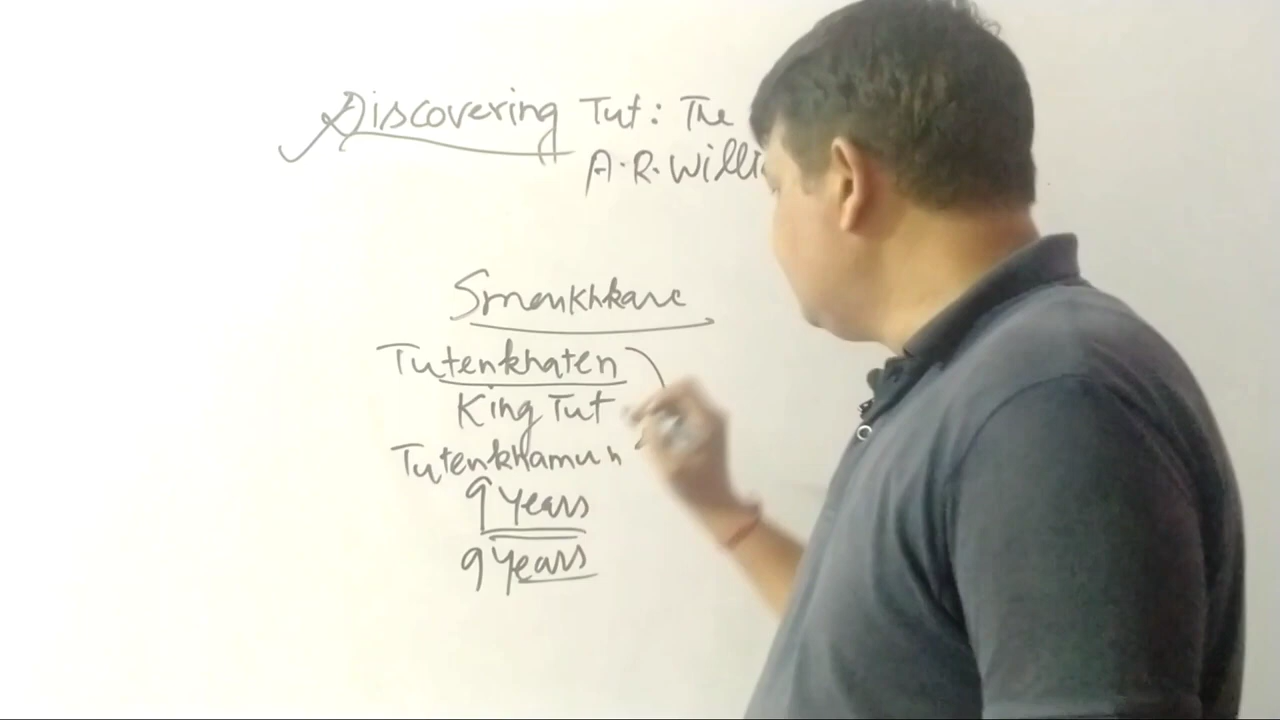 Discovering Tut: The
A.R. Willi
Smenkhkare
Tutenkhaten
King Tut
Tutenkhamun
9 Years
9 Years